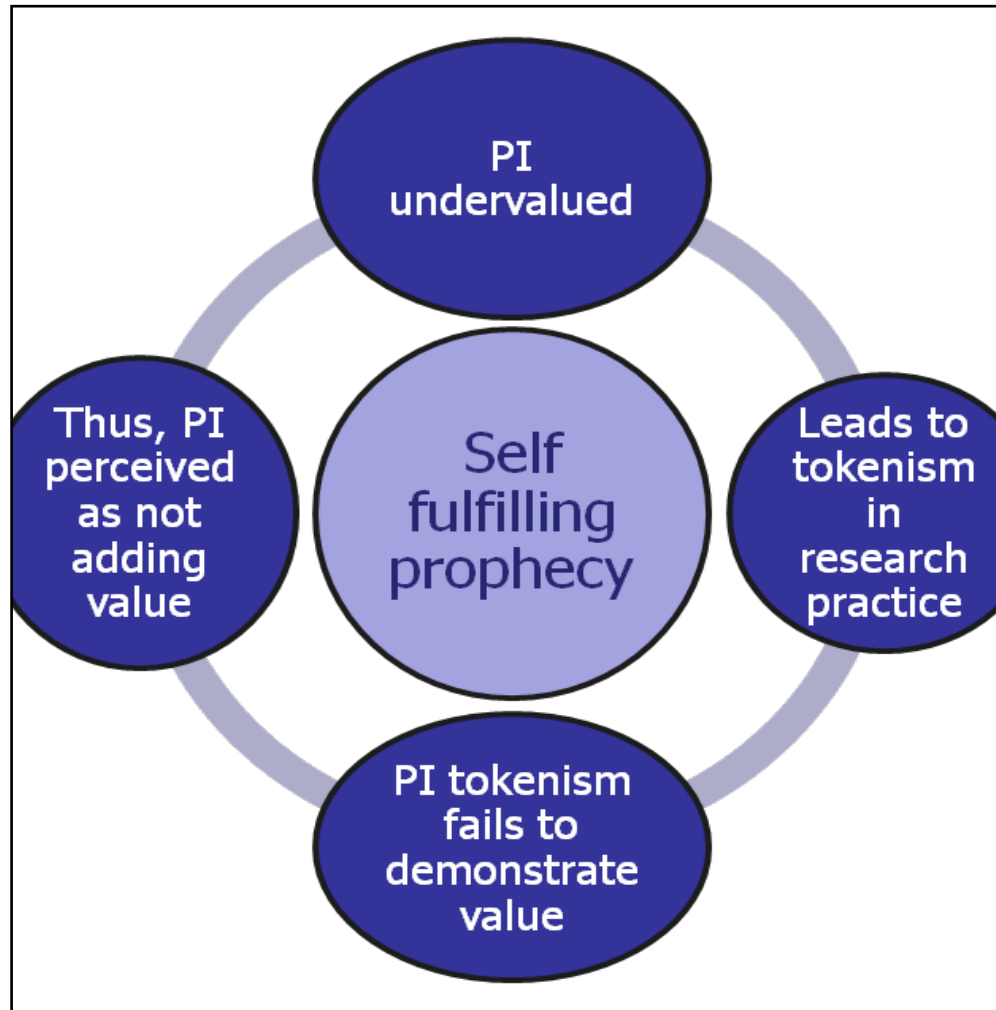 PI
undervalued
Leads to
tokenism
in
research
practice
PI tokenism
fails to
demonstrate
value
Thus, PI
perceived
as not
adding
value
Self
fulfilling
prophecy